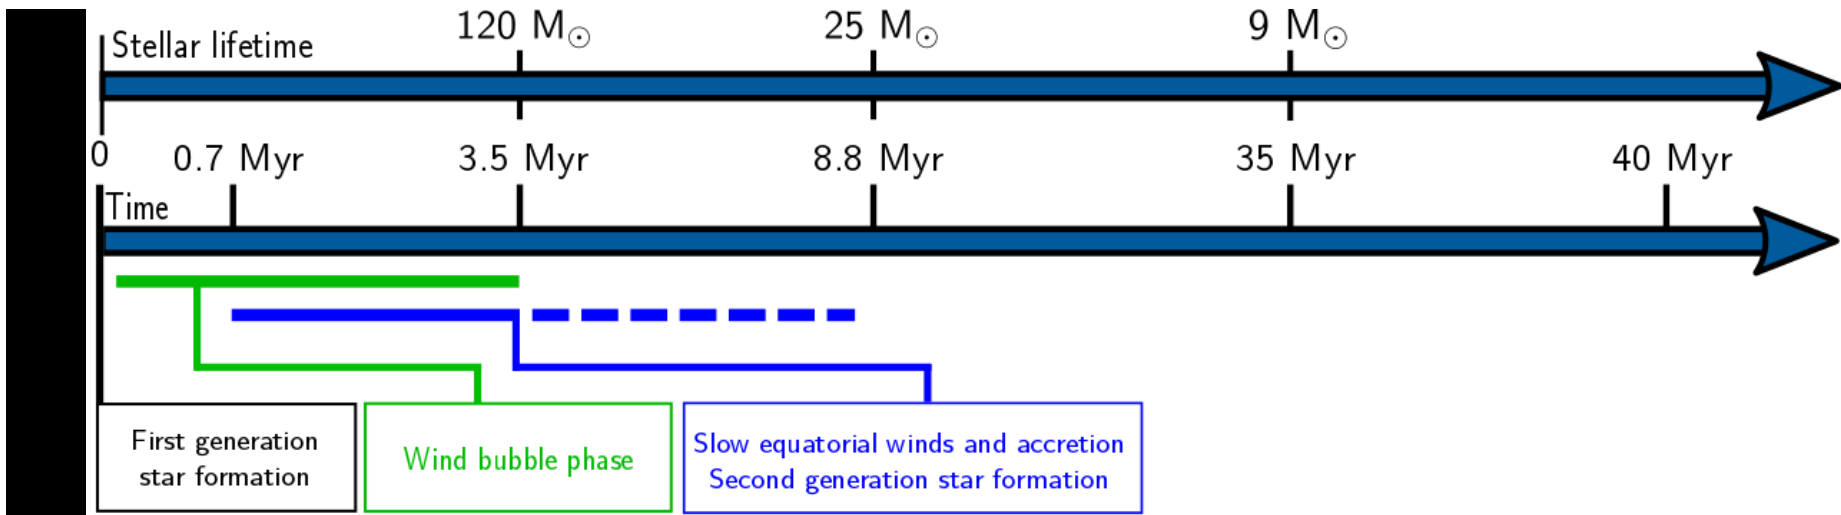 Stellar lifetime
120 M☉ 25 M☉ 9 M☉
0 0.7 Myr 3.5 Myr 8.8 Myr 35 Myr 40 Myr
Time
First generation
star formation
Wind bubble phase
Slow equatorial winds and accretion
Second generation star formation